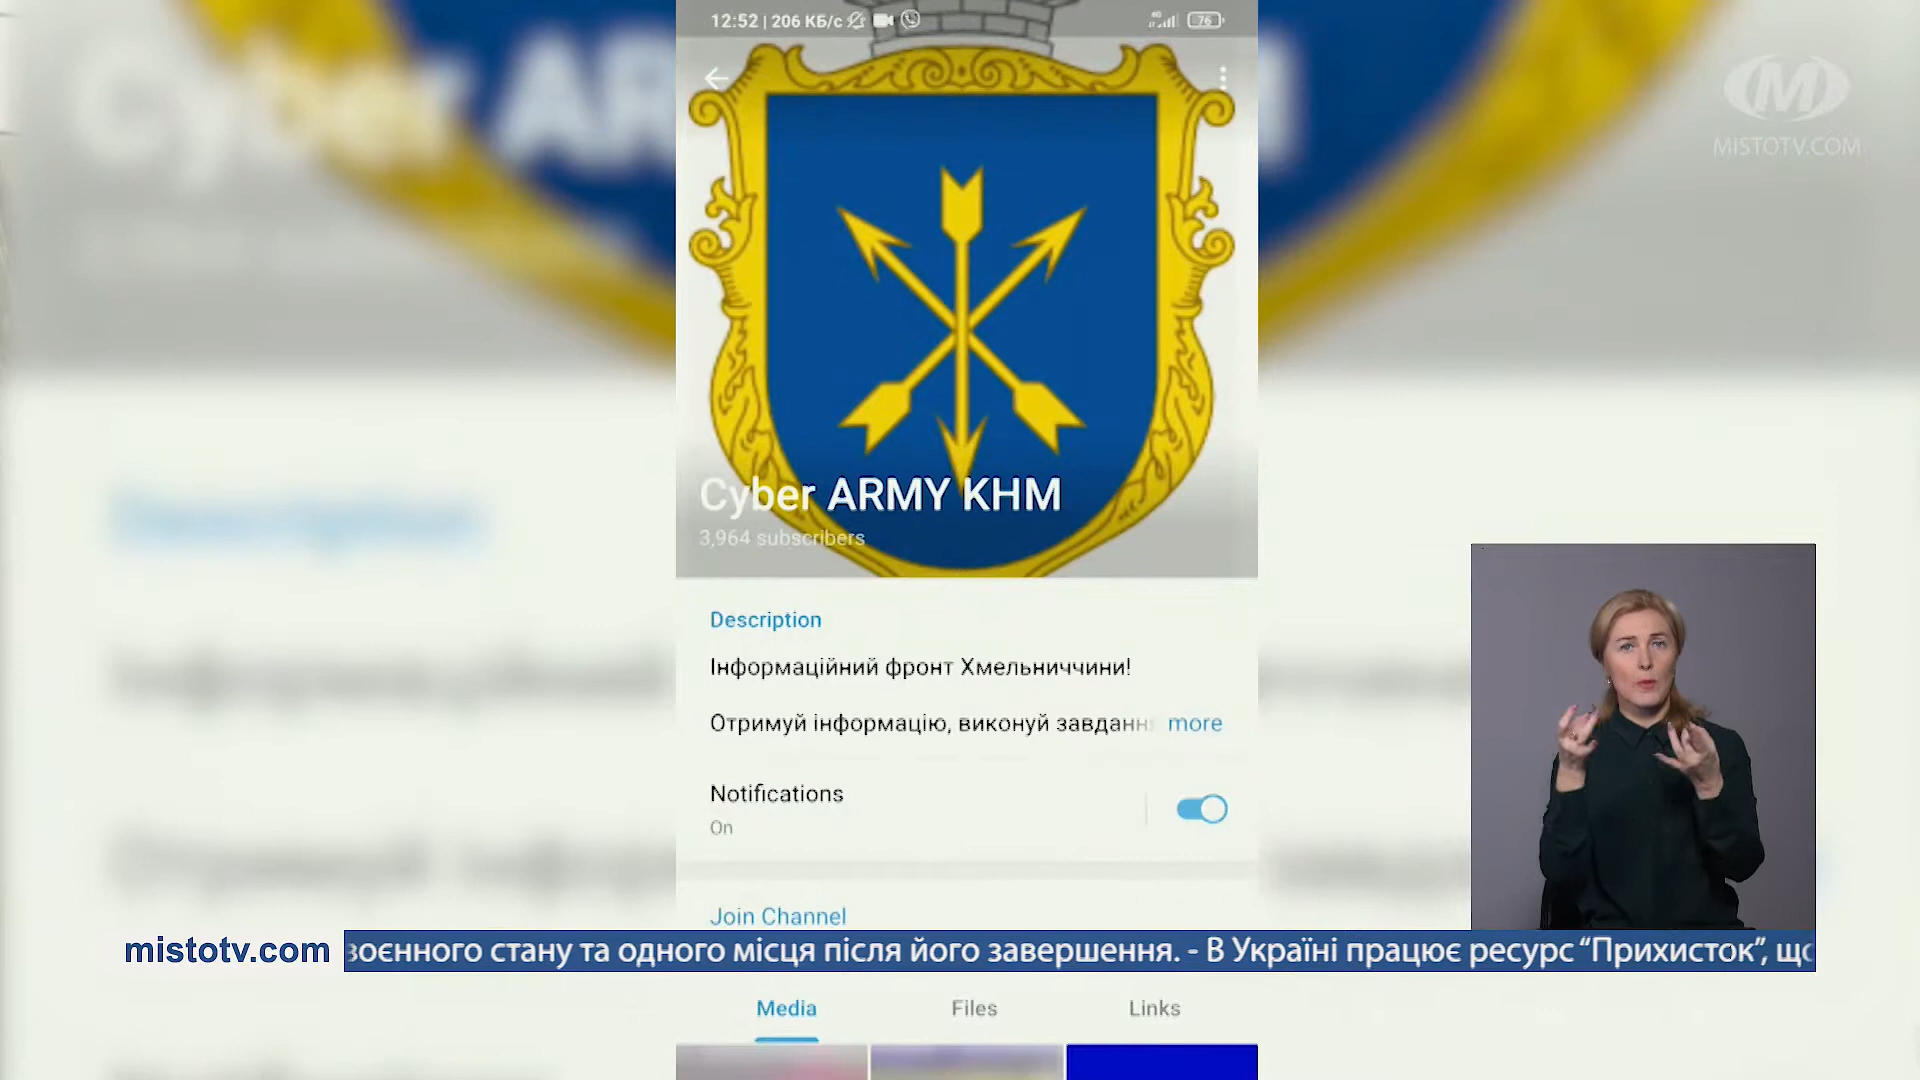 12:52 | 206 КБ/с
4G
76
M
MISTOTV.COM
Cyber ARMY KHM
3,964 subscribers
Description
Інформаційний фронт Хмельниччини!
Отримуй інформацію, виконуй завдан more
Notifications
On
Join Channel
mistotv.com
воєнного стану та одного місця після його завершення. - В Україні працює ресурс “Прихисток”, що
Media
Files
Links